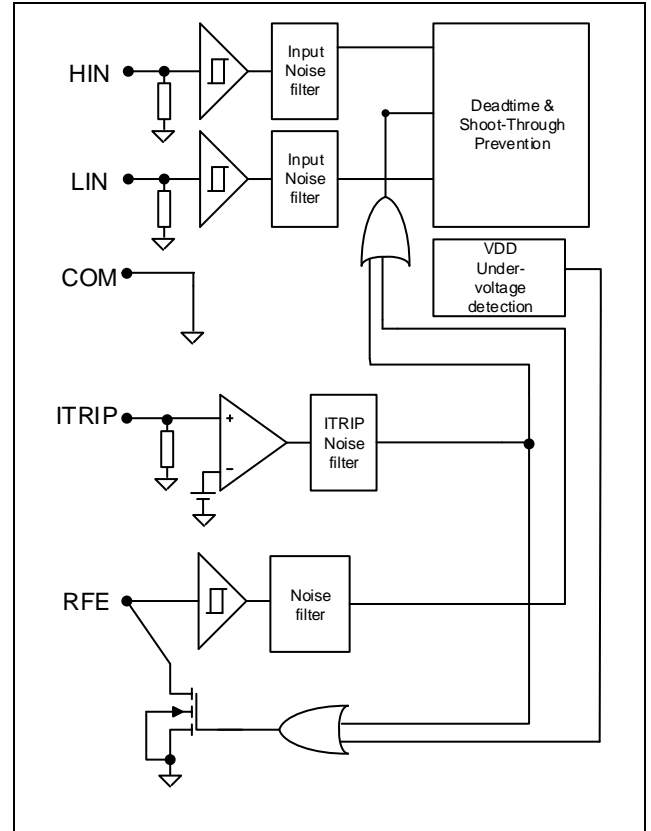 HIN
Input
Noise
filter
Deadtime &
Shoot-Through
Prevention
LIN
Input
Noise
filter
COM
VDD
Under-
voltage
detection
ITRIP
+
-
ITRIP
Noise
filter
RFE
Noise
filter